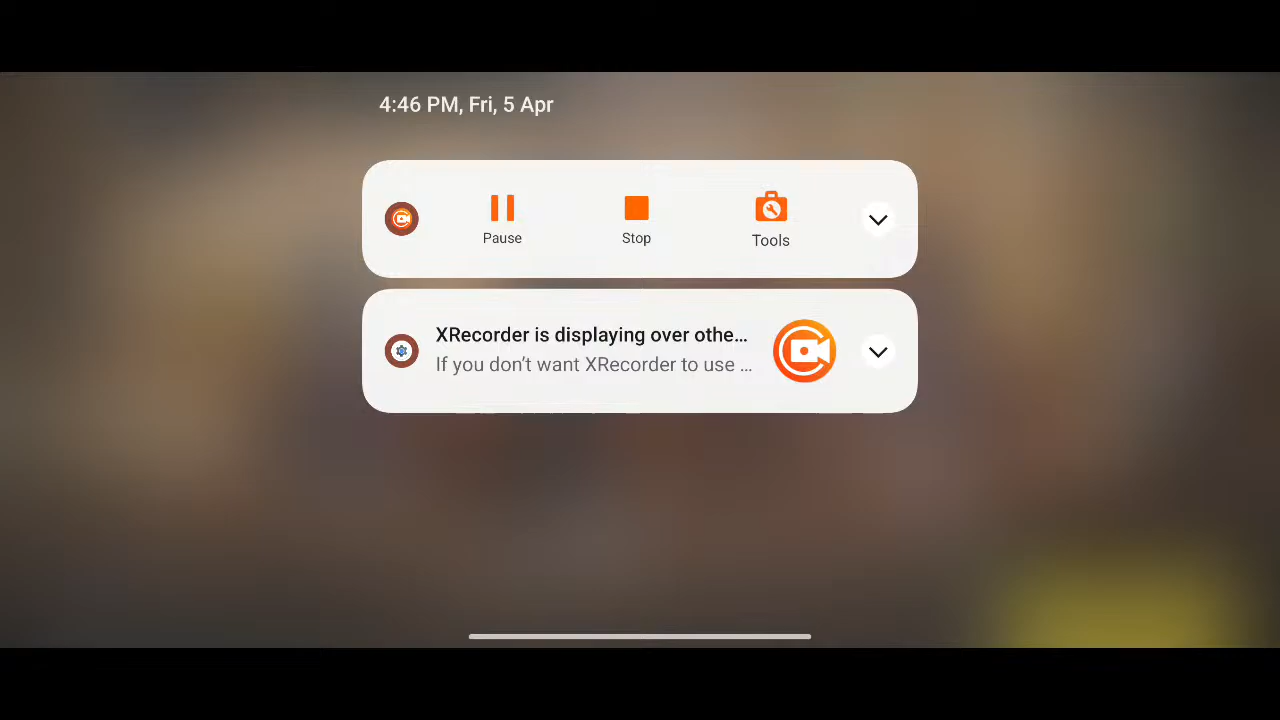 4:46 PM, Fri, 5 Apr
Pause
Stop
Tools
XRecorder is displaying over othe...
If you don’t want XRecorder to use ...